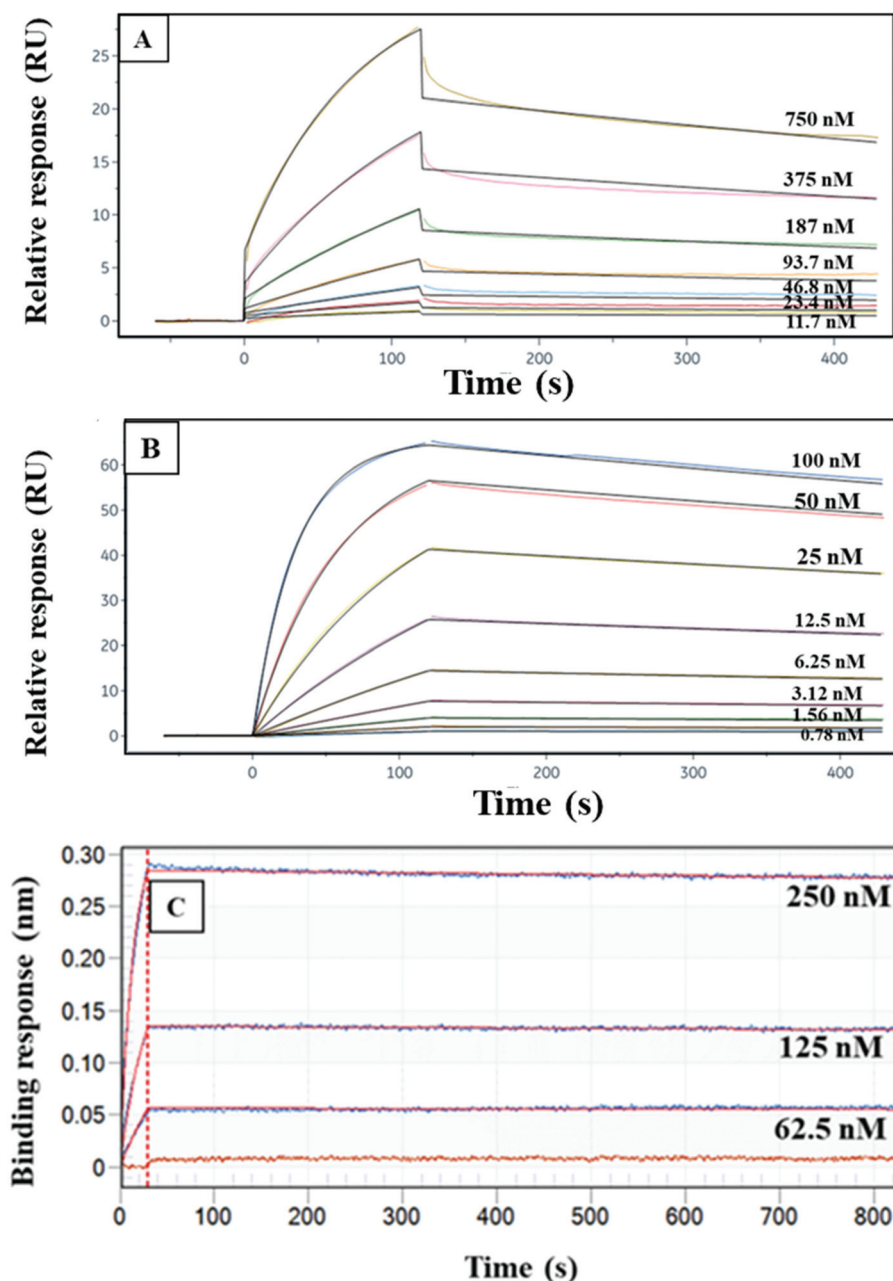 A
Relative response (RU)
25
20
15
10
5
0
750 nM
375 nM
187 nM
93.7 nM
46.8 nM
23.4 nM
11.7 nM
0
100
200
300
400
Time (s)
B
Relative response (RU)
60
50
40
30
20
10
0
100 nM
50 nM
25 nM
12.5 nM
6.25 nM
3.12 nM
1.56 nM
0.78 nM
0
100
200
300
400
Time (s)
C
Binding response (nm)
0.30
0.25
0.20
0.15
0.10
0.05
0
250 nM
125 nM
62.5 nM
0
100
200
300
400
500
600
700
800
Time (s)